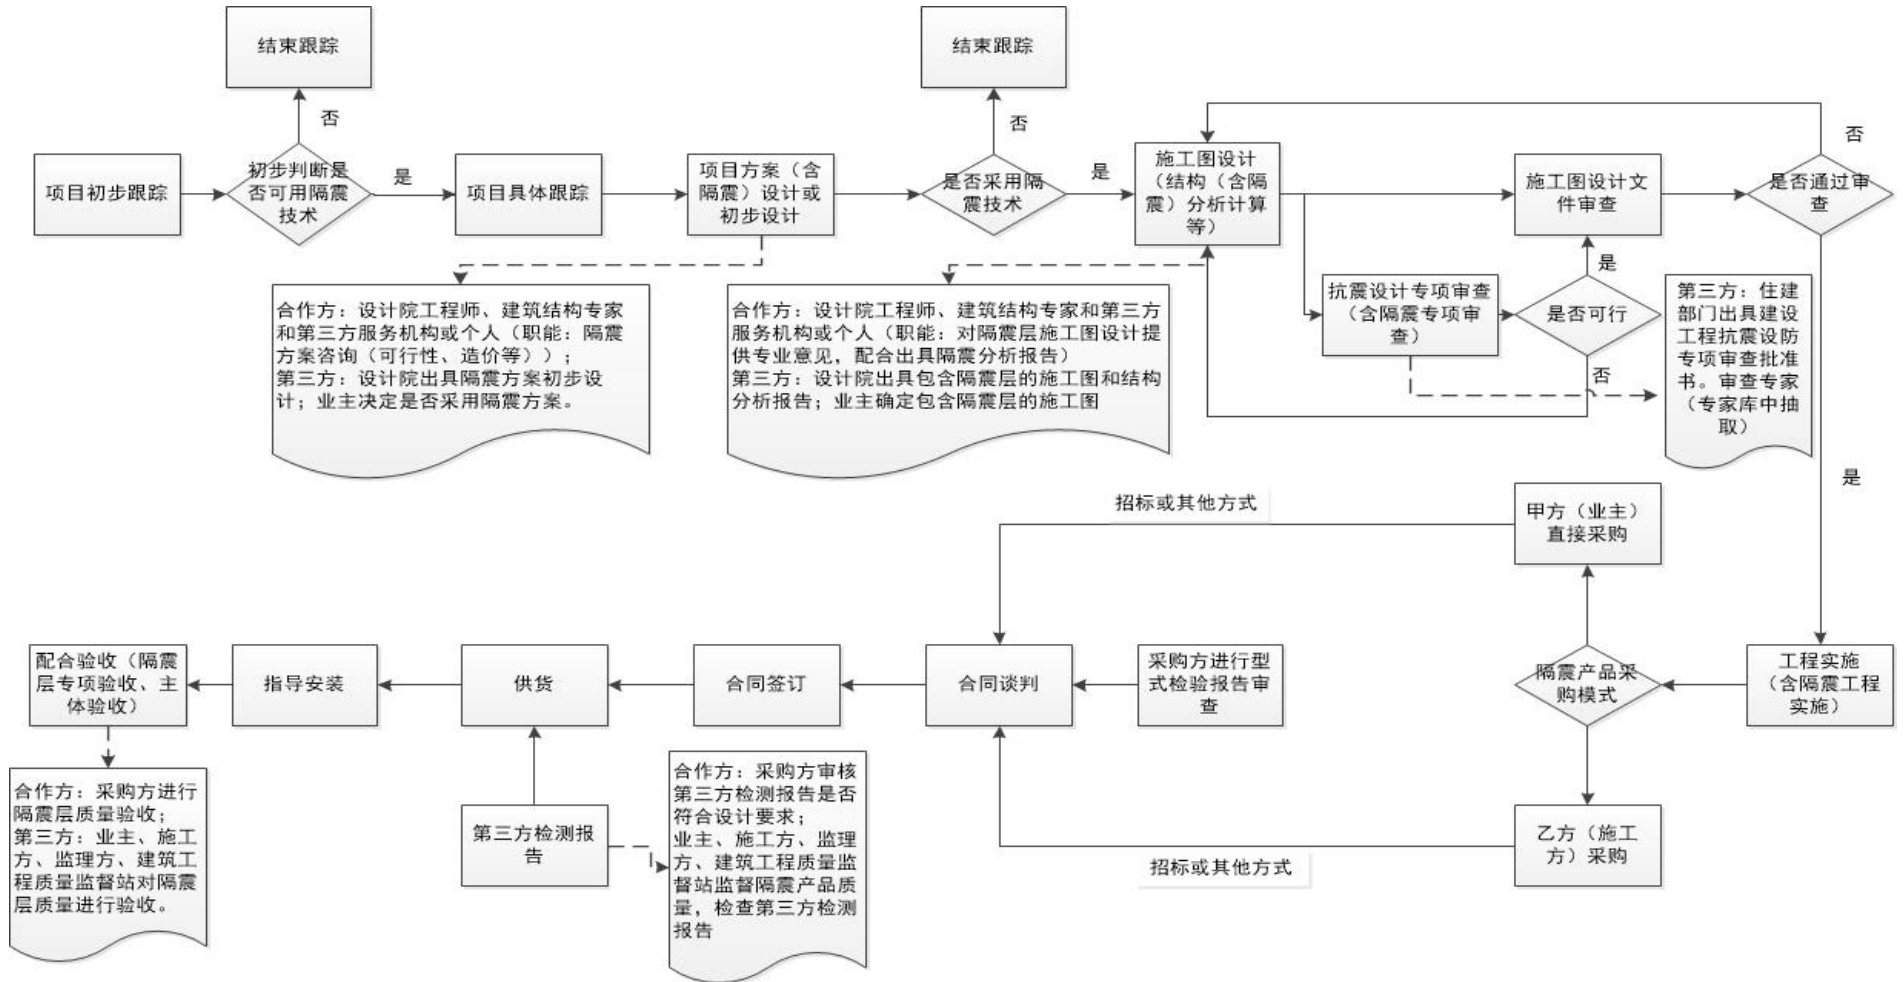 结束跟踪
结束跟踪
否
否
否
项目初步跟踪
初步判断是
否可用隔震
技术
是
项目具体跟踪
项目方案（含
隔震）设计或
初步设计
是否采用隔
震技术
是
施工图设计
（结构（含隔
震）分析计算
等）
施工图设计文
件审查
是否通过审
查
合作方：设计院工程师、建筑结构专家
和第三方服务机构或个人（职能：隔震
方案咨询（可行性、造价等））；
第三方：设计院出具隔震方案初步设
计；业主决定是否采用隔震方案。
合作方：设计院工程师、建筑结构专家和第三方
服务机构或个人（职能：对隔震层施工图设计提
供专业意见，配合出具隔震分析报告）
第三方：设计院出具包含隔震层的施工图和结构
分析报告；业主确定包含隔震层的施工图
抗震设计专项审查
（含隔震专项审
查）
是
是否可行
否
第三方：住建
部门出具建设
工程抗震设防
专项审查批准
书。审查专家
（专家库中抽
取）
是
招标或其他方式
甲方（业主）
直接采购
配合验收（隔震
层专项验收、主
体验收）
指导安装
供货
合同签订
合同谈判
采购方进行型
式检验报告审
查
隔震产品采
购模式
工程实施
（含隔震工程
实施）
合作方：采购方进行
隔震层质量验收；
第三方：业主、施工
方、监理方、建筑工
程质量监督站对隔震
层质量进行验收。
第三方检测报
告
合作方：采购方审核
第三方检测报告是否
符合设计要求；
业主、施工方、监理
方、建筑工程质量监
督站监督隔震产品质
量，检查第三方检测
报告
招标或其他方式
乙方（施工
方）采购